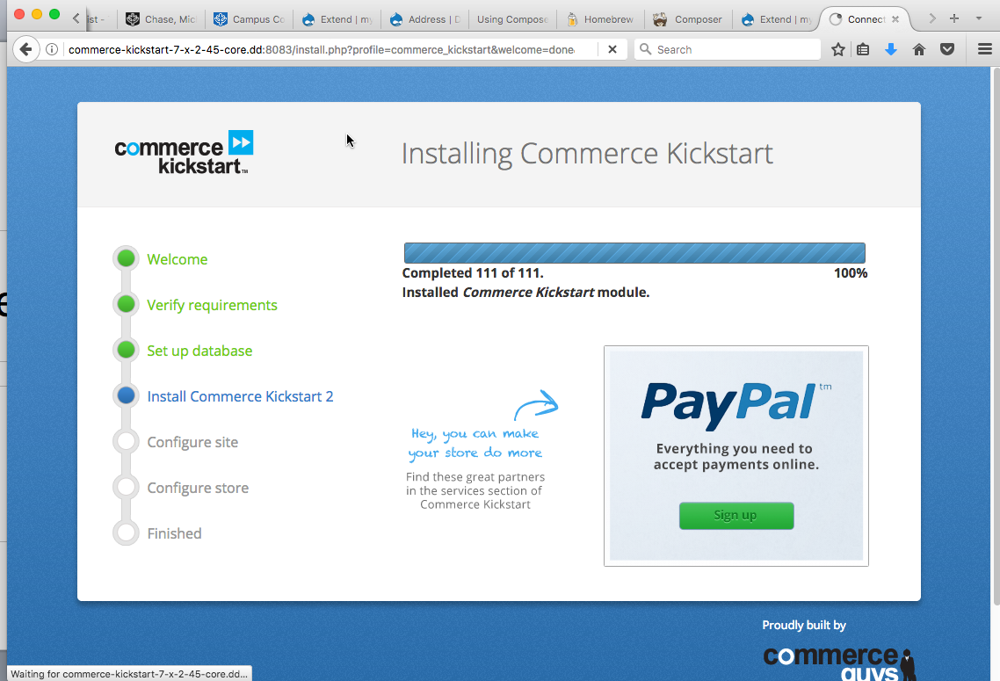 ist -
Chase, Mic
Campus Co
Extend | my
Address | D
Using Compose
Homebrew
Composer
Extend | my
Connect
commerce-kickstart-7-x-2-45-core.dd:8083/install.php?profile=commerce_kickstart&welcome=done
Search
commerce
kickstart™
Installing Commerce Kickstart
Welcome
Verify requirements
Set up database
Install Commerce Kickstart 2
Configure site
Configure store
Finished
Completed 111 of 111. 100%
Installed Commerce Kickstart module.
Hey, you can make
your store do more
Find these great partners
in the services section of
Commerce Kickstart
PayPal™
Everything you need to
accept payments online.
Sign up
Proudly built by
commerce
guys
Waiting for commerce-kickstart-7-x-2-45-core.dd...